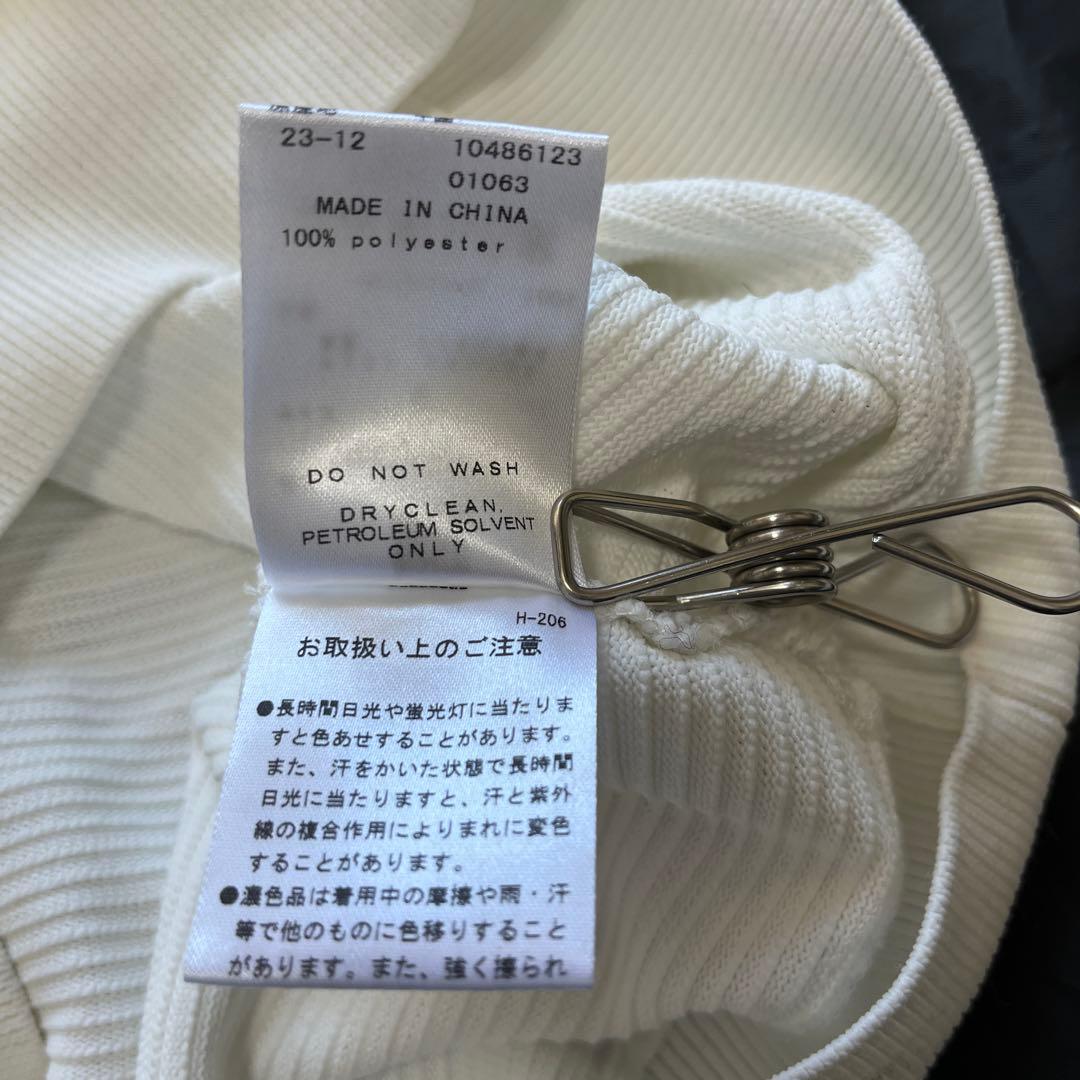 23-12 10486123
01063
MADE IN CHINA
100% polyester
DO NOT WASH
DRYCLEAN,
PETROLEUM SOLVENT
ONLY
H-206
お取扱い上のご注意
●長時間日光や蛍光灯に当たりま
すと色あせすることがあります。
また、汗をかいた状態で長時間
日光に当たりますと、汗と紫外
線の複合作用によりまれに変色
することがあります。
●濃色品は着用中の摩擦や雨・汗
等で他のものに色移りすること
があります。また、強く擦られ